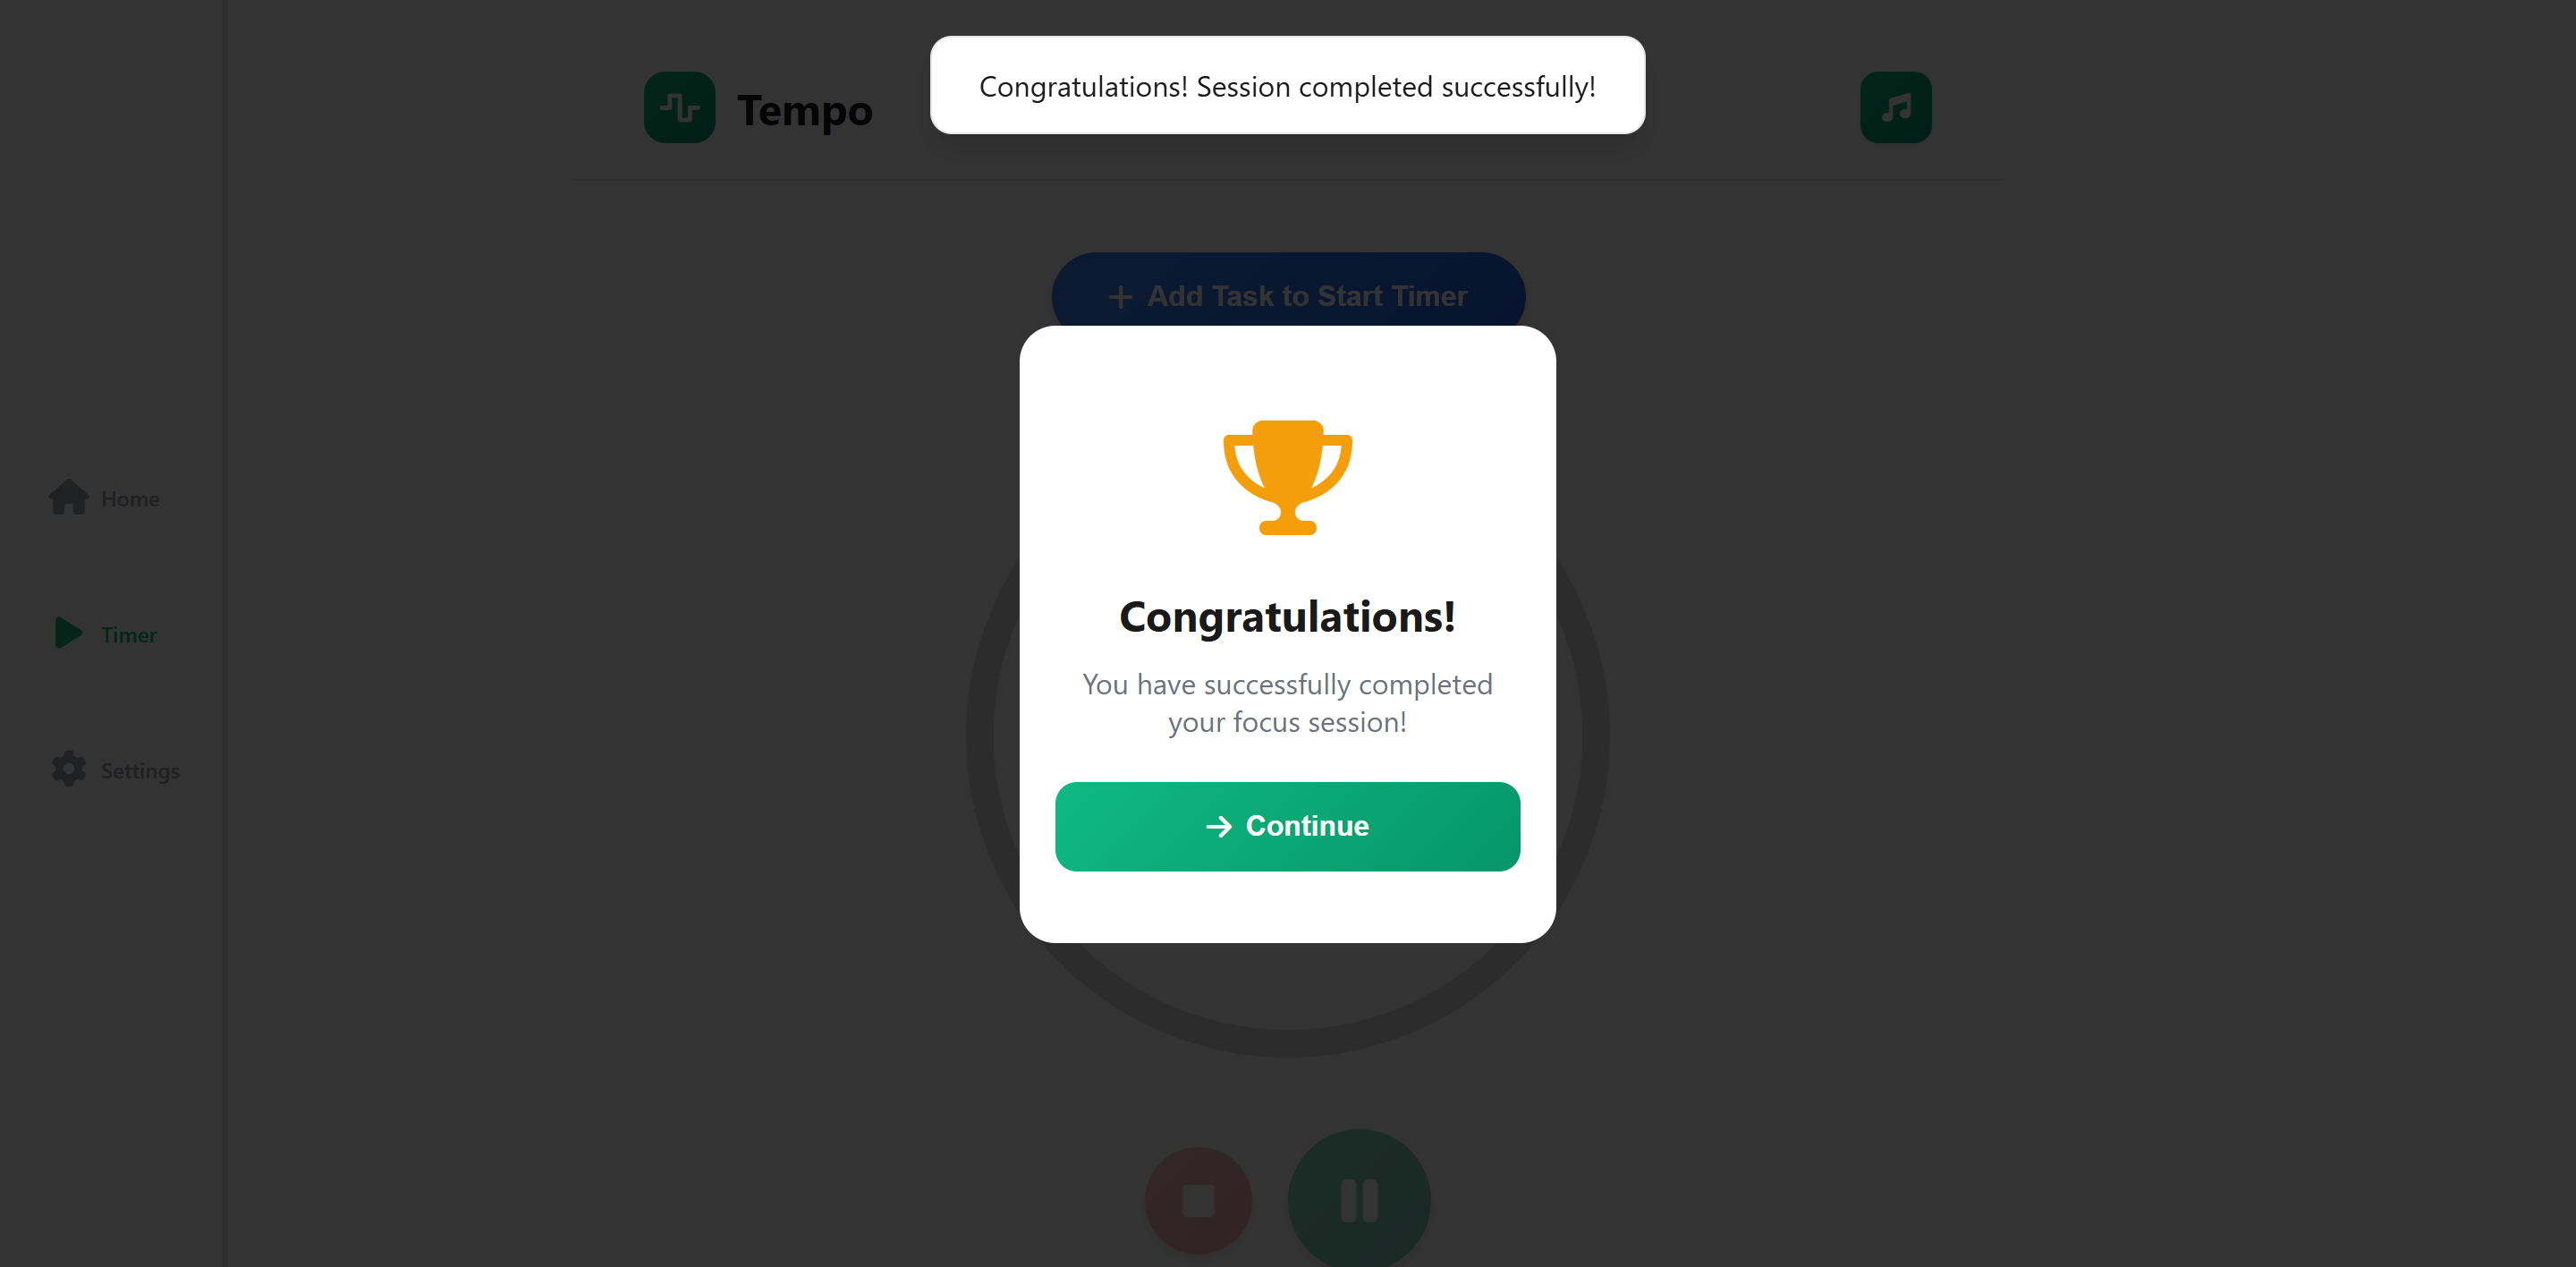 Congratulations! Session completed successfully!
Tempo
Add Task to Start Timer
Home
Timer
Settings
Congratulations!
You have successfully completed
your focus session!
Continue